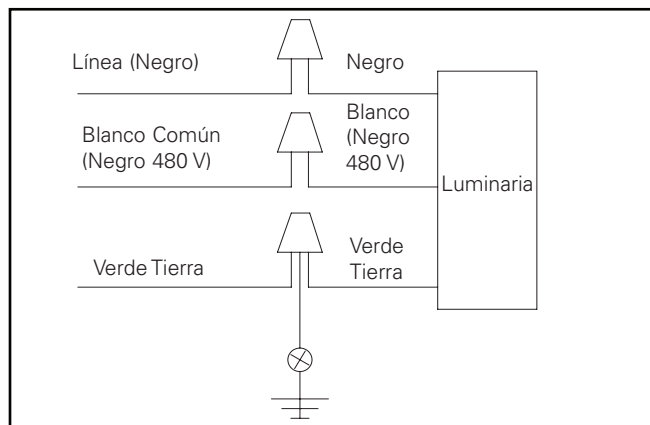 Línea (Negro)
Negro
Blanco Común
(Negro 480 V)
Blanco
(Negro
480 V)
Luminaria
Verde Tierra
Verde
Tierra